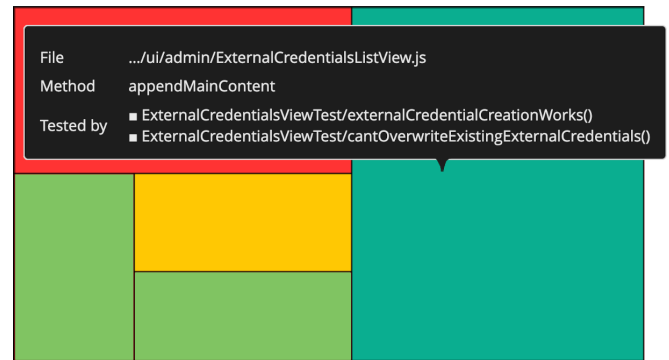 File .../ui/admin/ExternalCredentialsListView.js
Method appendMainContent
Tested by
■ ExternalCredentialsViewTest/externalCredentialCreationWorks()
■ ExternalCredentialsViewTest/cantOverwriteExistingExternalCredentials()